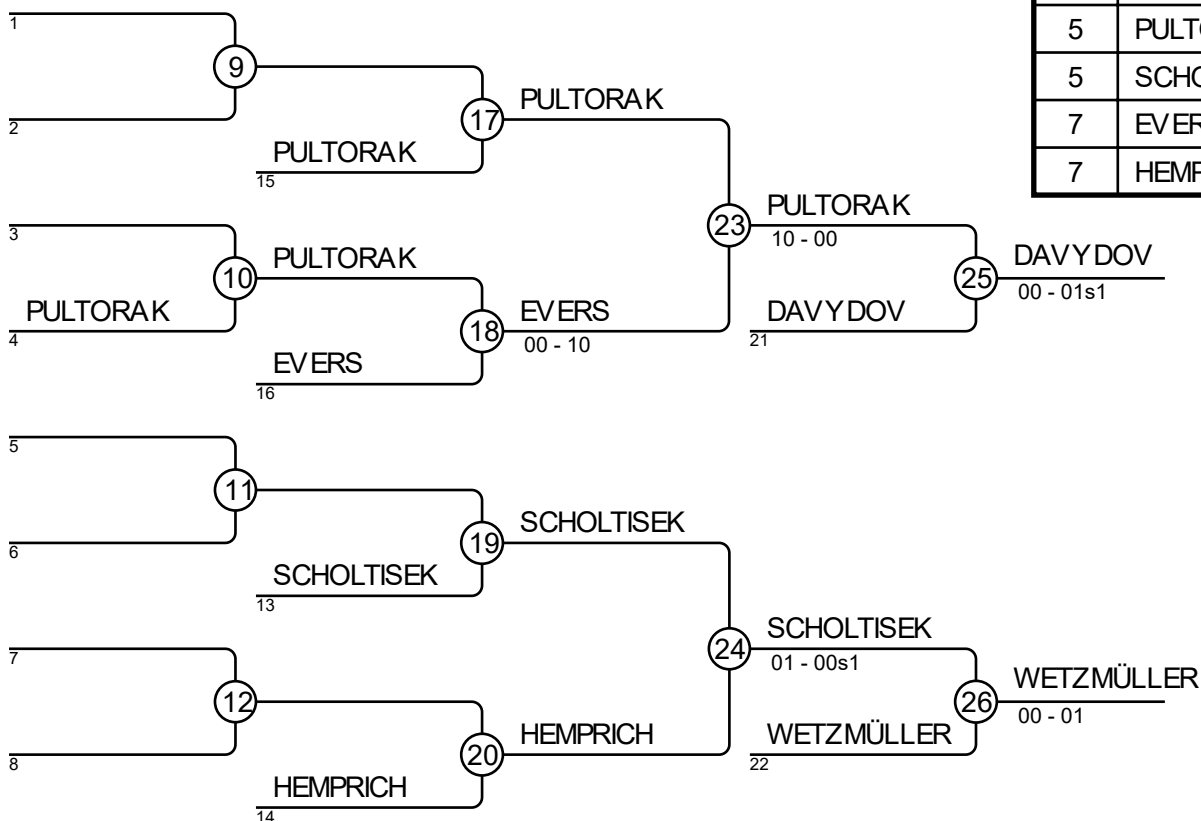 1
5 PULTO
9
5 SCHO
PULTORAK
2
17
7 EVER
PULTORAK
15
7 HEMP
3
PULTORAK
23
10 - 00
PULTORAK
10
DAVYDOV
25
00 - 01s1
PULTORAK
4
EVERS
18
00 - 10
DAVYDOV
21
EVERS
16
5
11
SCHOLTISEK
6
19
SCHOLTISEK
13
7
SCHOLTISEK
24
01 - 00s1
12
WETZMÜLLER
26
00 - 01
HEMPRICH
WETZMÜLLER
8
20
22
HEMPRICH
14